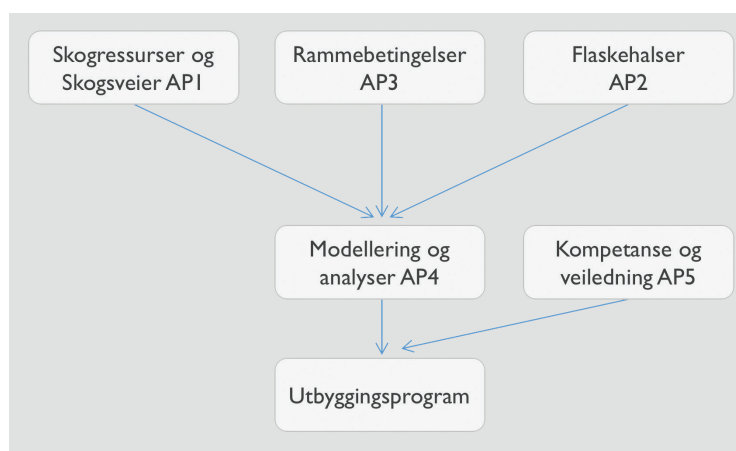 Skogressurser og
Skogsveier AP1
Rammebetingelser
AP3
Flaskehalser
AP2
Modellering og
analyser AP4
Kompetanse og
veiledning AP5
Utbyggingsprogram